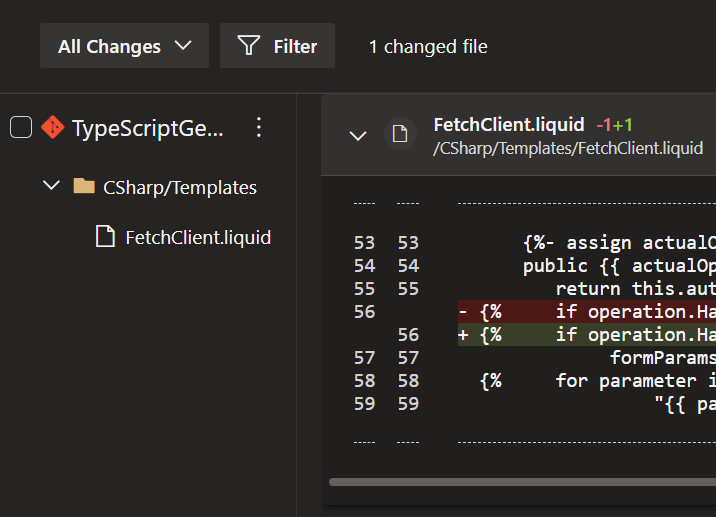 All Changes
Filter
1 changed file
TypeScriptGe...
CSharp/Templates
FetchClient.liquid
FetchClient.liquid -1+1
/CSharp/Templates/FetchClient.liquid
53 53 {%- assign actualO
54 54 public {{ actualOp
55 55 return this.aut
56 - {% if operation.Ha
56 + {% if operation.Ha
57 57 formParams
58 58 {% for parameter i
59 59 "{{ pa